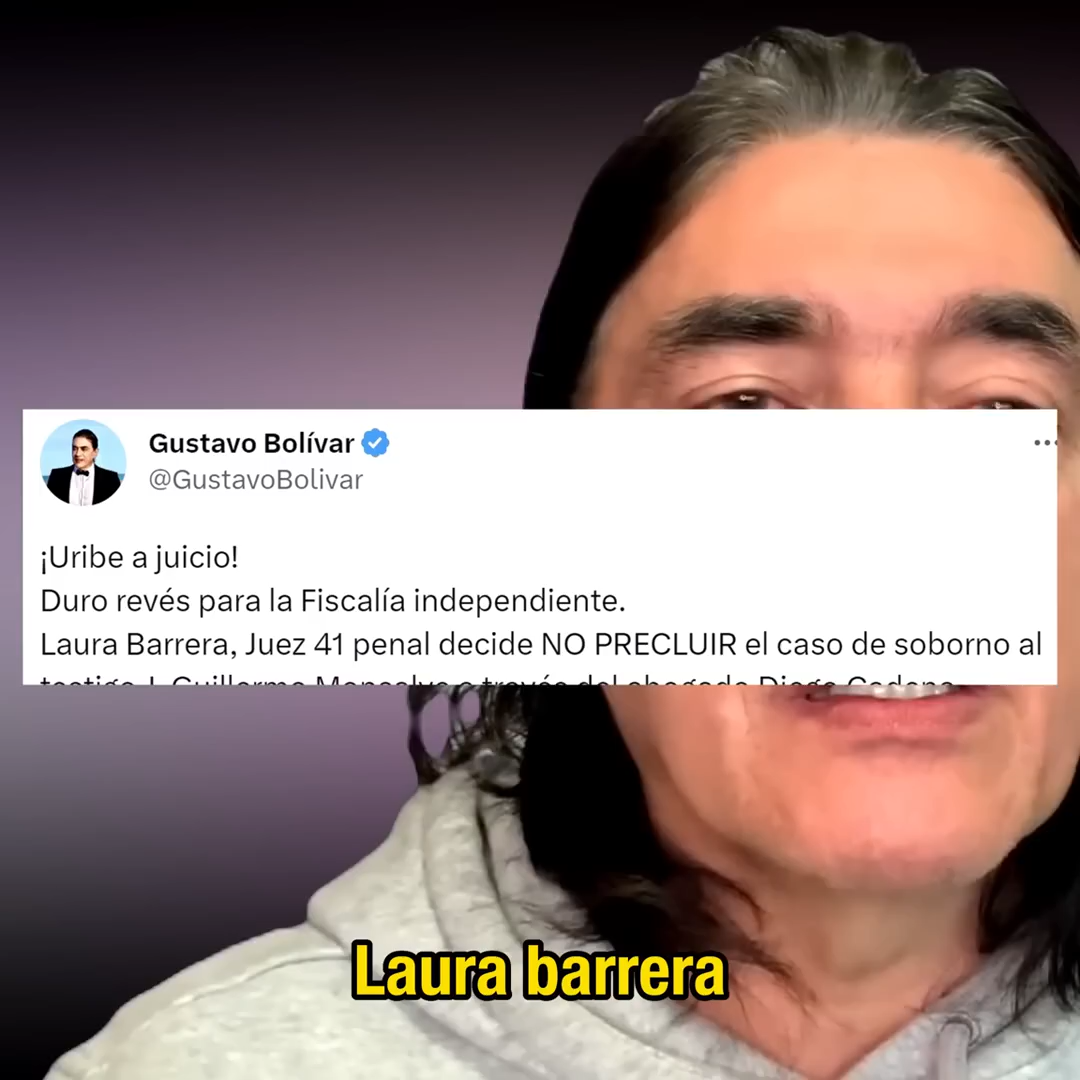 Gustavo Bolívar
@GustavoBolivar
¡Uribe a juicio!
Duro revés para la Fiscalía independiente.
Laura Barrera, Juez 41 penal decide NO PRECLUIR el caso de soborno al
Laura barrera